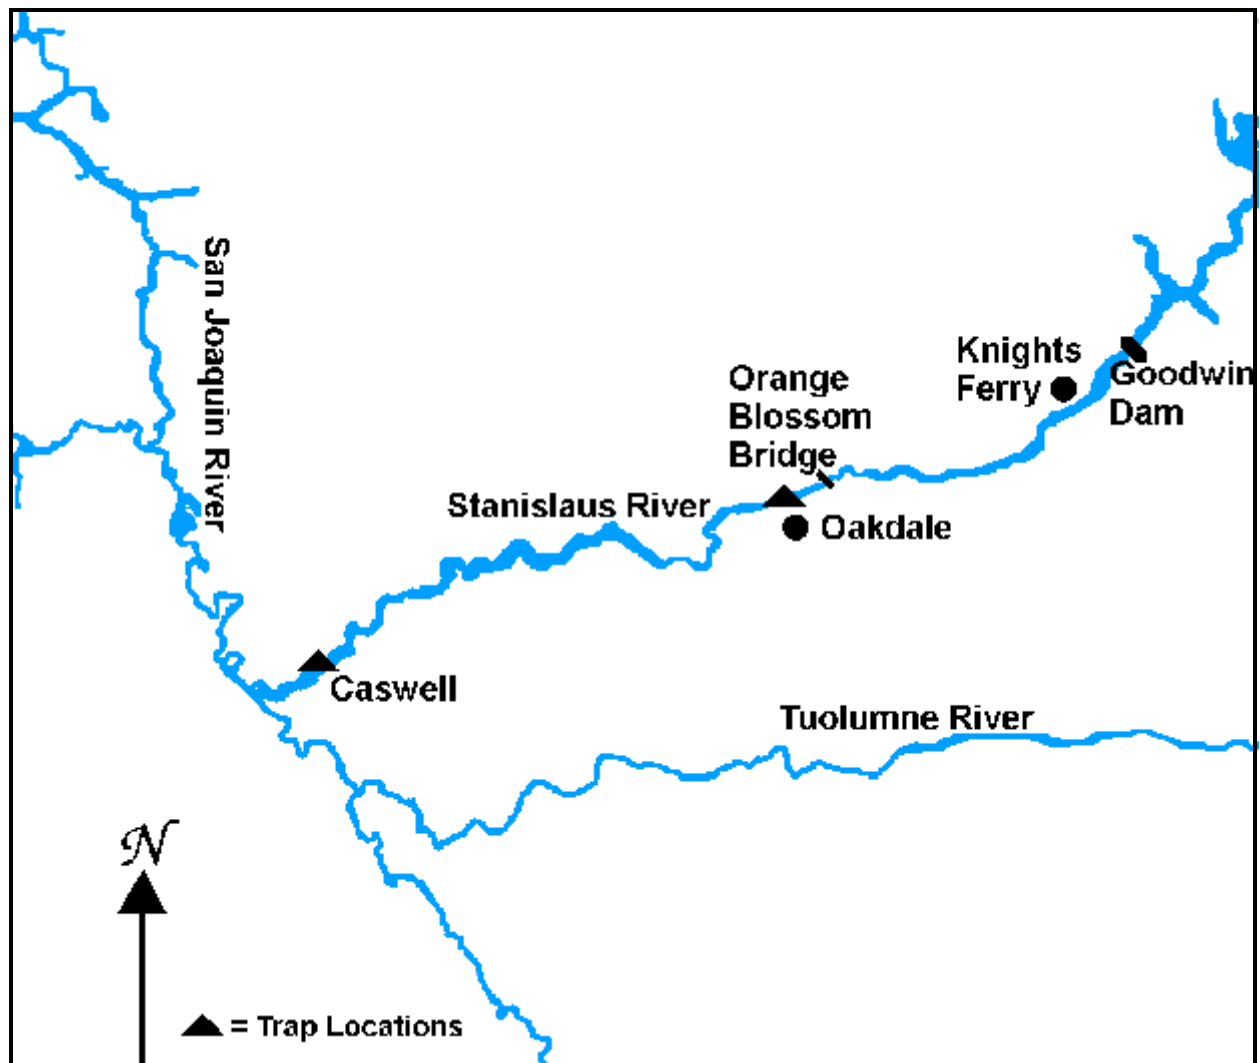 San Joaquin River
Knights
Ferry
Goodwin
Dam
Orange
Blossom
Bridge
Stanislaus River
Oakdale
Caswell
Tuolumne River
N
= Trap Locations